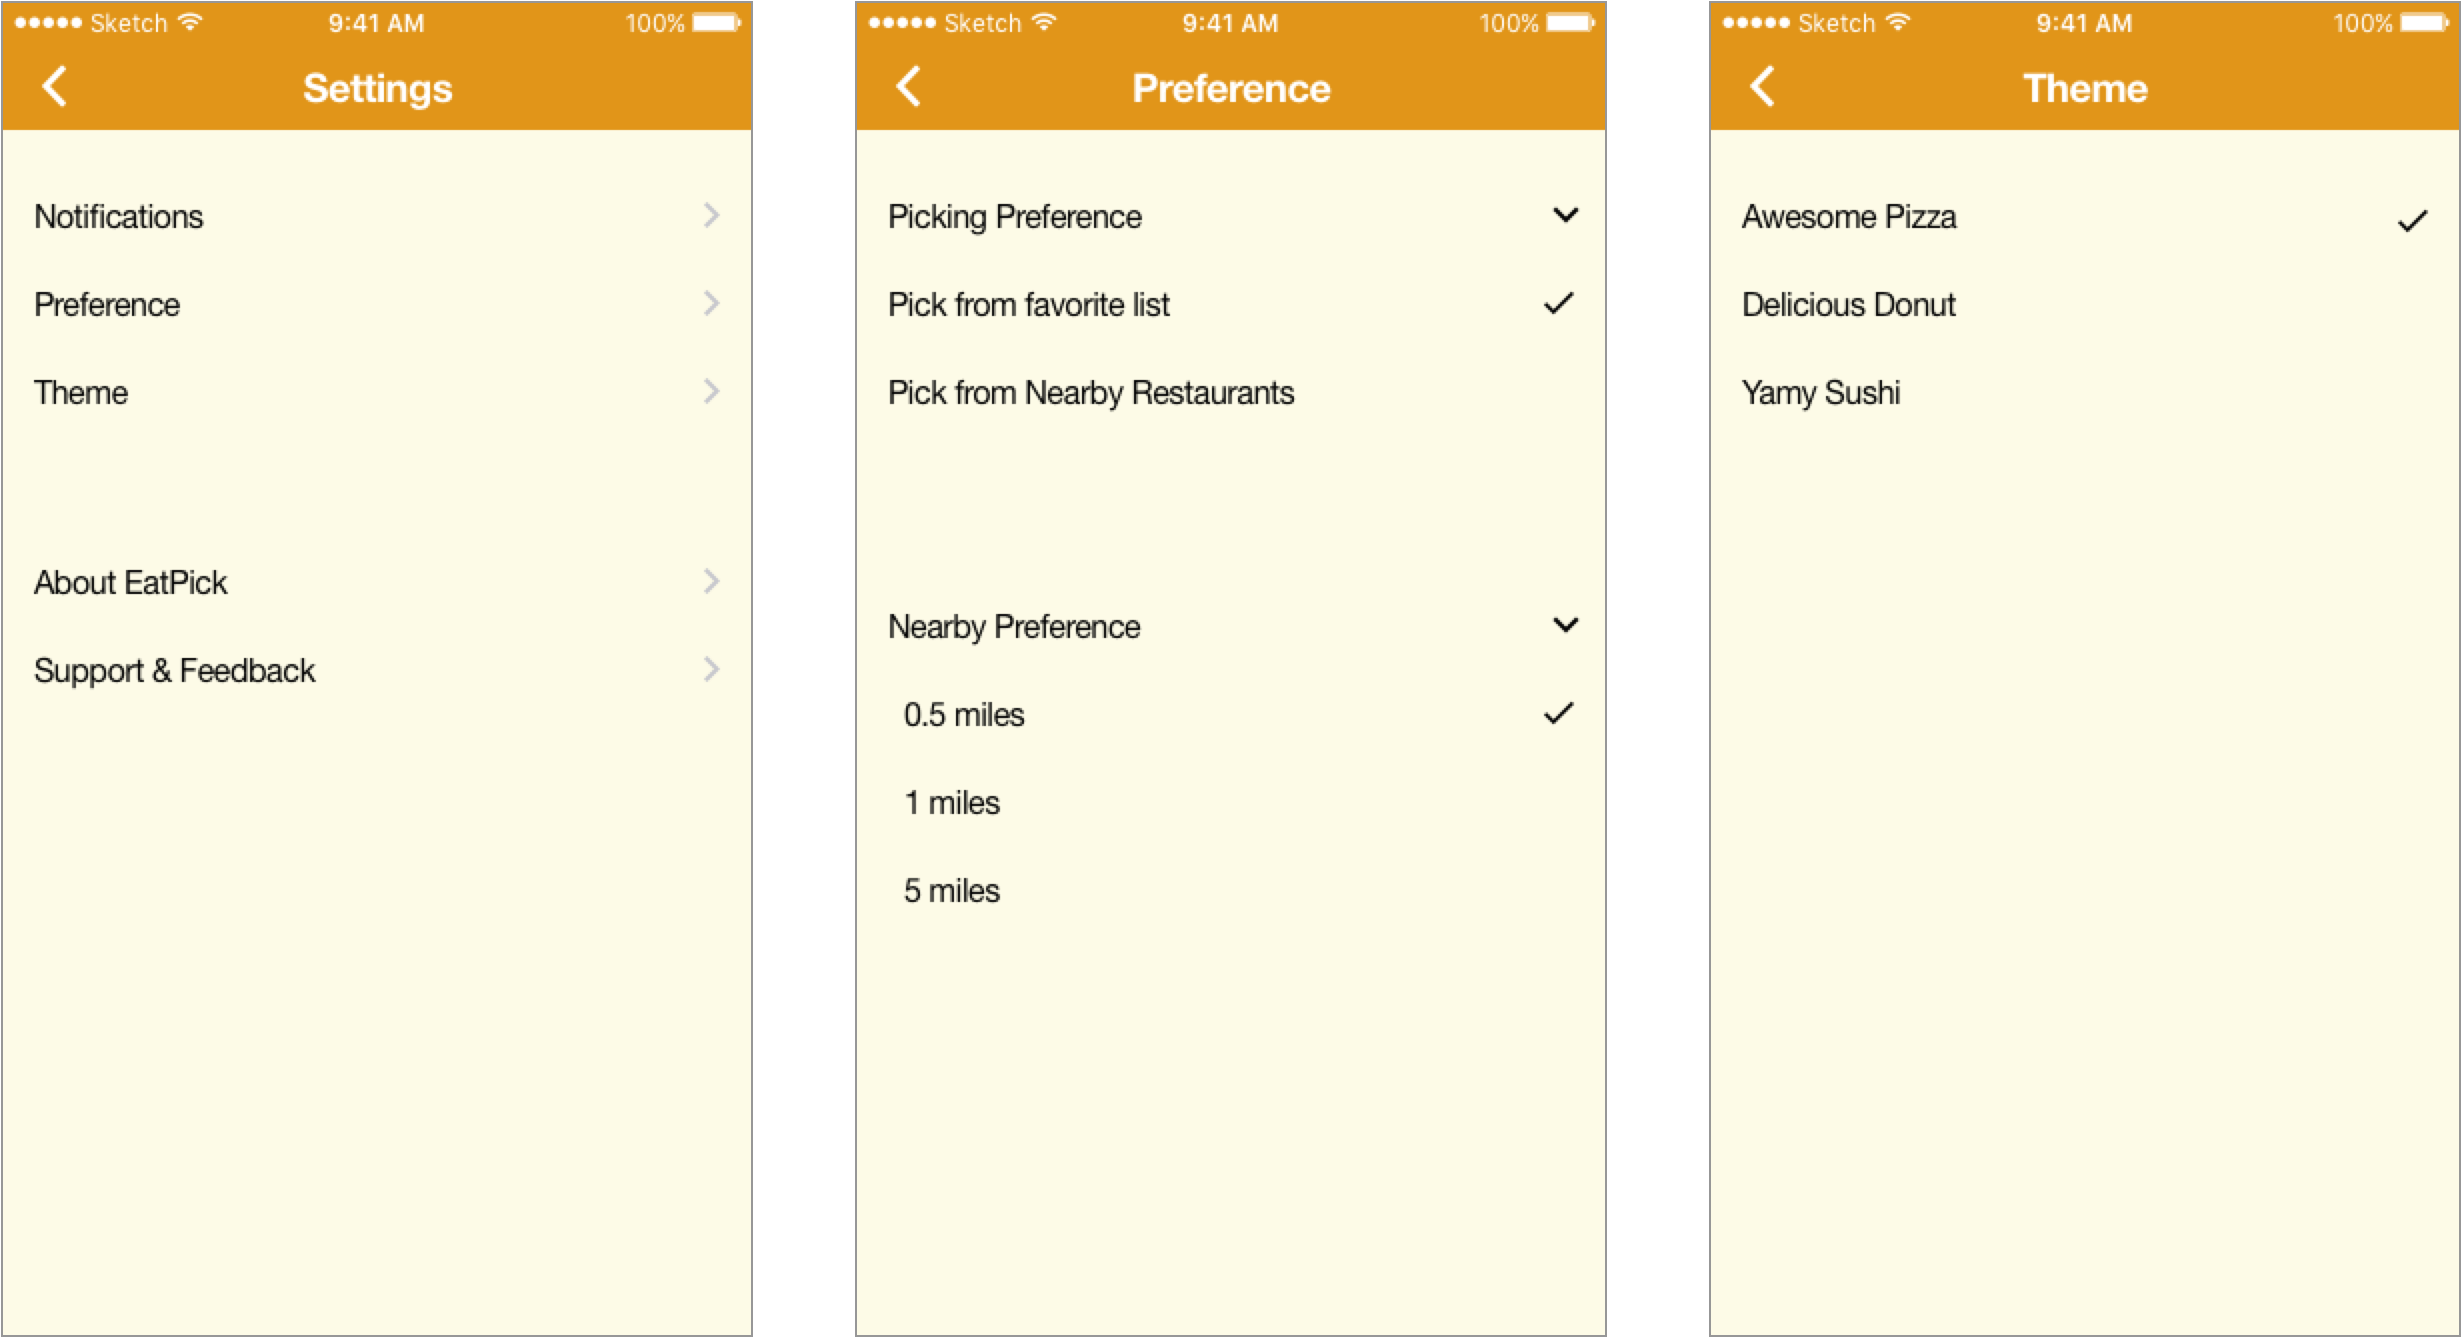 Sketch 9:41 AM 100%
Settings
Notifications
Preference
Theme
About EatPick
Support & Feedback
Sketch 9:41 AM 100%
Preference
Picking Preference
Pick from favorite list
Pick from Nearby Restaurants
Nearby Preference
0.5 miles
1 miles
5 miles
Sketch 9:41 AM 100%
Theme
Awesome Pizza
Delicious Donut
Yamy Sushi